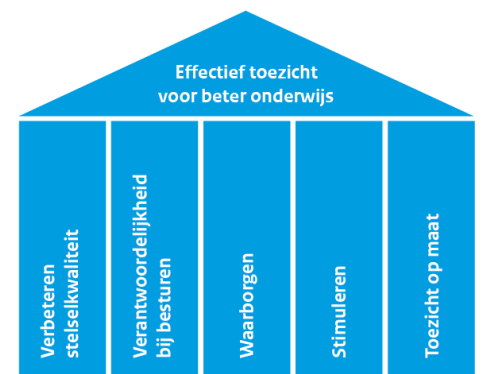 Effectief toezicht
voor beter onderwijs
Verbeteren
stelselkwaliteit
Verantwoordelijkheid
bij besturen
Waarborgen
Stimuleren
Toezicht op maat